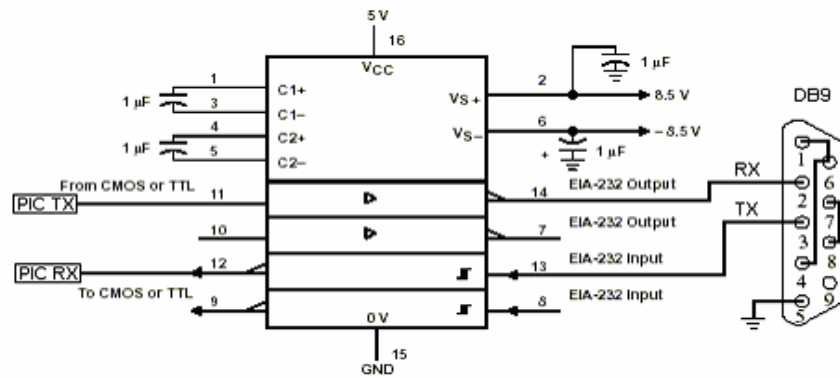 5 V
16
VCC
1
C1+
1 µF
3
C1−
4
C2+
1 µF
5
C2−
2
VS+
1 µF
8.5 V
6
VS−
−8.5V
+
1 µF
DB9
From CMOS or TTL
PIC TX
11
14
EIA-232 Output
RX
10
7
EIA-232 Output
TX
PIC RX
12
13
EIA-232 Input
To CMOS or TTL
9
8
EIA-232 Input
0 V
15
GND
1
6
2
7
3
8
4
9
5